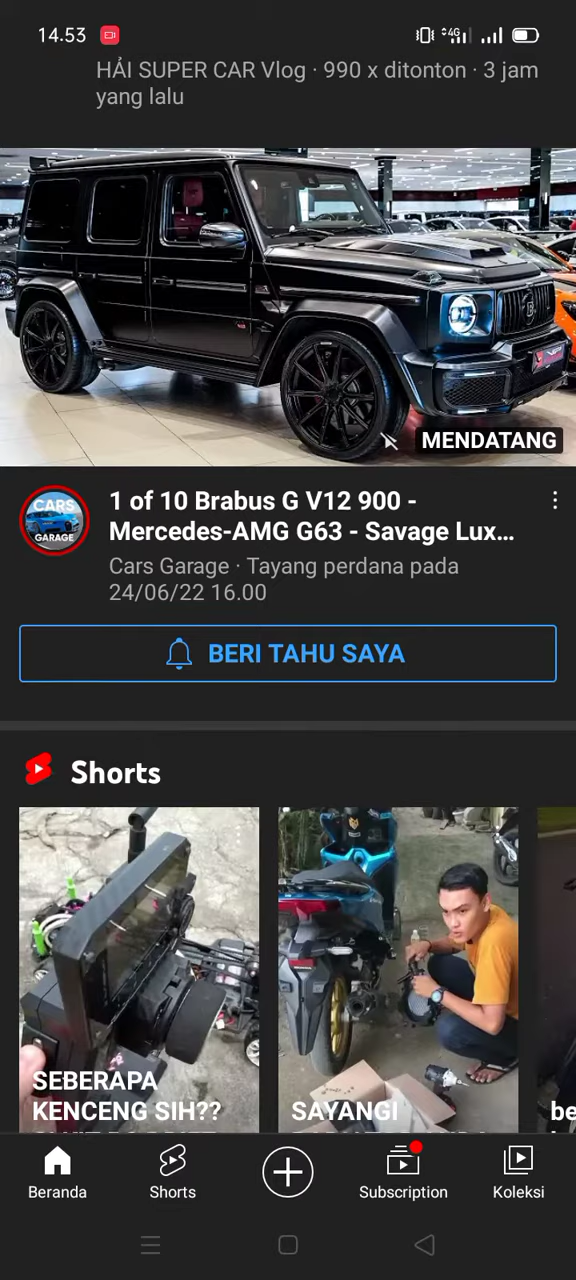 14.53
4G
HẢI SUPER CAR Vlog · 990 x ditonton · 3 jam
yang lalu
MENDATANG
CARS
GARAGE
1 of 10 Brabus G V12 900 -
Mercedes-AMG G63 - Savage Lux...
Cars Garage · Tayang perdana pada
24/06/22 16.00
BERI TAHU SAYA
Shorts
SEBERAPA
KENCENG SIH??
SAYANGI
be
Beranda
Shorts
Subscription
Koleksi